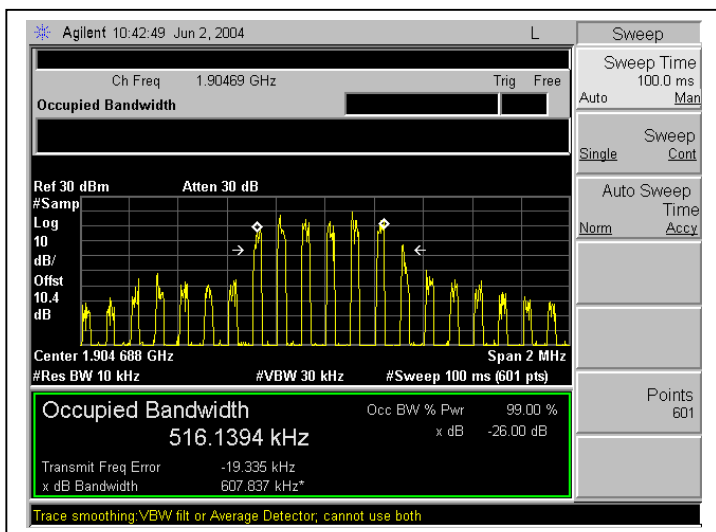 Agilent 10:42:49 Jun 2, 2004 L
Sweep
Ch Freq 1.90469 GHz Trig Free
Occupied Bandwidth
Sweep Time
100.0 ms
Auto Man
Sweep
Single Cont
Auto Sweep
Time
Norm Accy
Points
601
Ref 30 dBm Atten 30 dB
#Samp
Log
10
dB/
Offst
10.4
dB
Center 1.904 688 GHz Span 2 MHz
#Res BW 10 kHz #VBW 30 kHz #Sweep 100 ms (601 pts)
Occupied Bandwidth Occ BW % Pwr 99.00 %
516.1394 kHz x dB -26.00 dB
Transmit Freq Error -19.335 kHz
x dB Bandwidth 607.837 kHz*
Trace smoothing:VBW filt or Average Detector; cannot use both